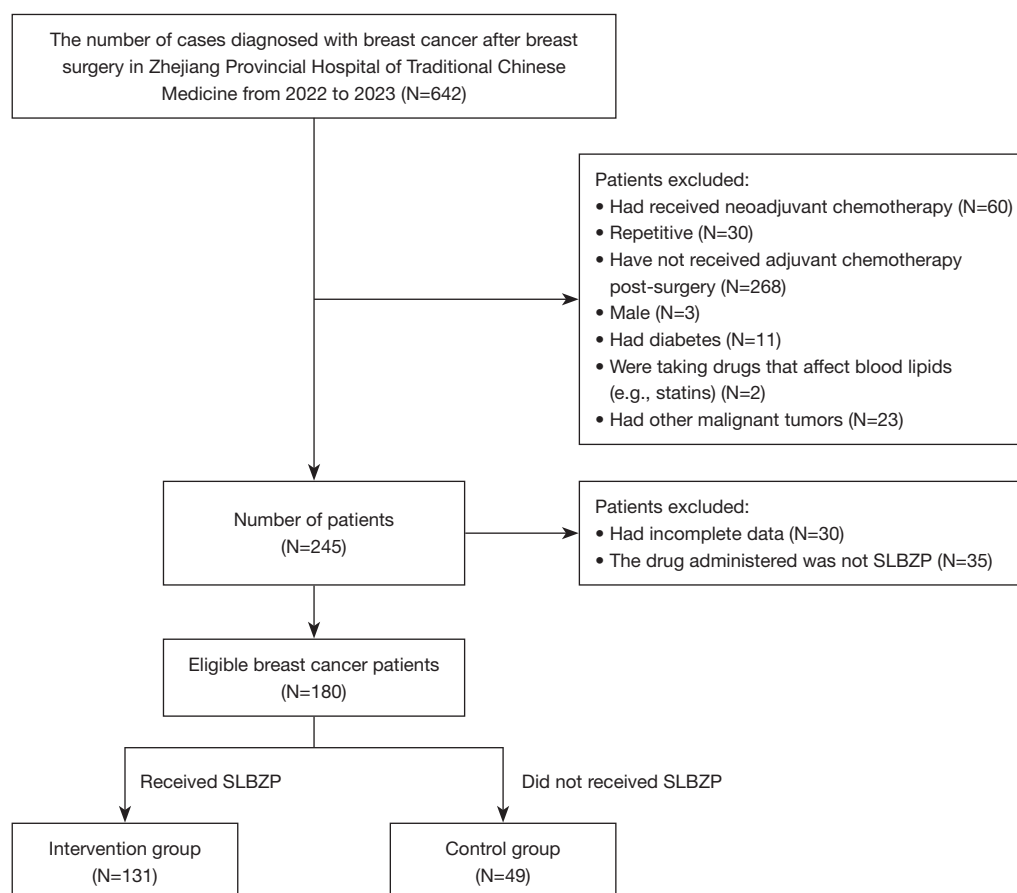 The number of cases diagnosed with breast cancer after breast
surgery in Zhejiang Provincial Hospital of Traditional Chinese
Medicine from 2022 to 2023 (N=642)
Patients excluded:
• Had received neoadjuvant chemotherapy (N=60)
• Repetitive (N=30)
• Have not received adjuvant chemotherapy
post-surgery (N=268)
• Male (N=3)
• Had diabetes (N=11)
• Were taking drugs that affect blood lipids
(e.g., statins) (N=2)
• Had other malignant tumors (N=23)
Number of patients
(N=245)
Patients excluded:
• Had incomplete data (N=30)
• The drug administered was not SLBZP (N=35)
Eligible breast cancer patients
(N=180)
Received SLBZP
Did not received SLBZP
Intervention group
(N=131)
Control group
(N=49)